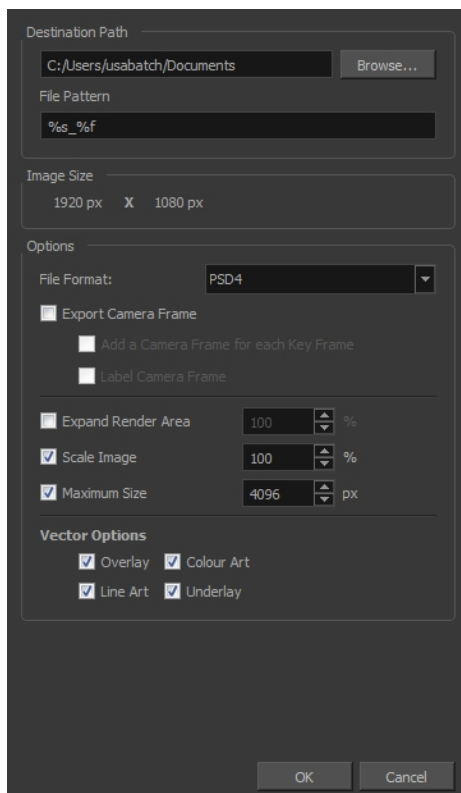 Destination Path
C:/Users/usabatch/Documents Browse...
File Pattern
%s_%f
Image Size
1920 px X 1080 px
Options
File Format: PSD4
Export Camera Frame
Add a Camera Frame for each Key Frame
Label Camera Frame
Expand Render Area 100 %
Scale Image 100 %
Maximum Size 4096 px
Vector Options
Overlay Colour Art
Line Art Underlay
OK Cancel